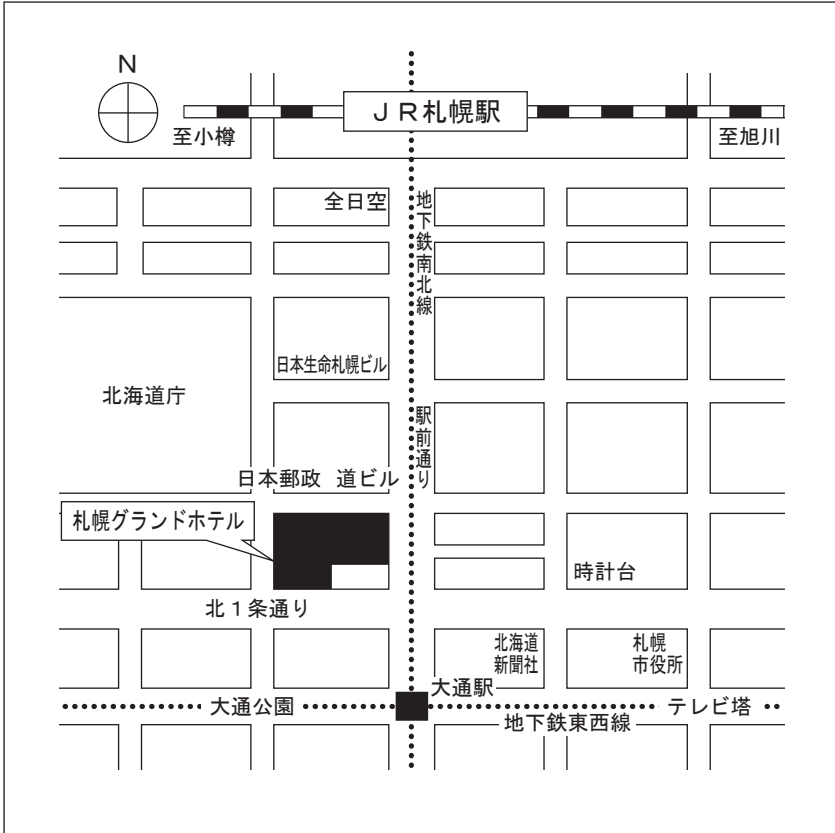 N
JR札幌駅
至小樽
至旭川
全日空
地下鉄南北線
日本生命札幌ビル
北海道庁
駅前通り
日本郵政 道ビル
札幌グランドホテル
時計台
北1条通り
北海道
新聞社
札幌
市役所
大通駅
大通公園
テレビ塔
地下鉄東西線